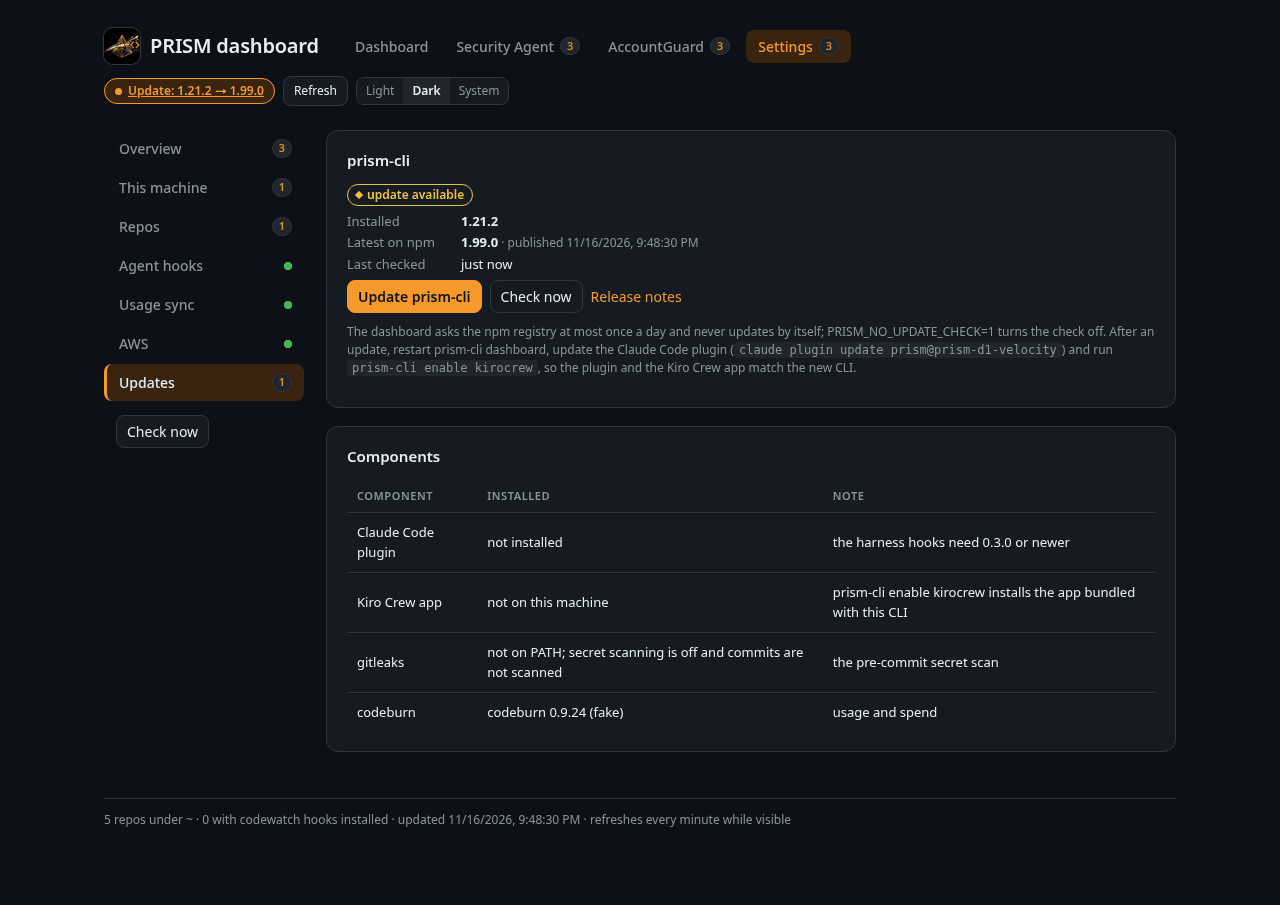 PRISM dashboard
Dashboard
Security Agent 3
AccountGuard 3
Settings 3
Update: 1.21.2 → 1.99.0
Refresh
Light Dark System
Overview 3
This machine 1
Repos 1
Agent hooks
Usage sync
AWS
Updates 1
Check now
prism-cli
◆ update available
Installed 1.21.2
Latest on npm 1.99.0 · published 11/16/2026, 9:48:30 PM
Last checked just now
Update prism-cli Check now Release notes
The dashboard asks the npm registry at most once a day and never updates by itself; PRISM_NO_UPDATE_CHECK=1 turns the check off. After an
update, restart prism-cli dashboard, update the Claude Code plugin ( claude plugin update prism@prism-d1-velocity ) and run
prism-cli enable kirocrew , so the plugin and the Kiro Crew app match the new CLI.
Components
COMPONENT INSTALLED NOTE
Claude Code
plugin
not installed
the harness hooks need 0.3.0 or newer
Kiro Crew app
not on this machine
prism-cli enable kirocrew installs the app bundled
with this CLI
gitleaks
not on PATH; secret scanning is off and commits are
not scanned
the pre-commit secret scan
codeburn
codeburn 0.9.24 (fake)
usage and spend
5 repos under ~ · 0 with codewatch hooks installed · updated 11/16/2026, 9:48:30 PM · refreshes every minute while visible